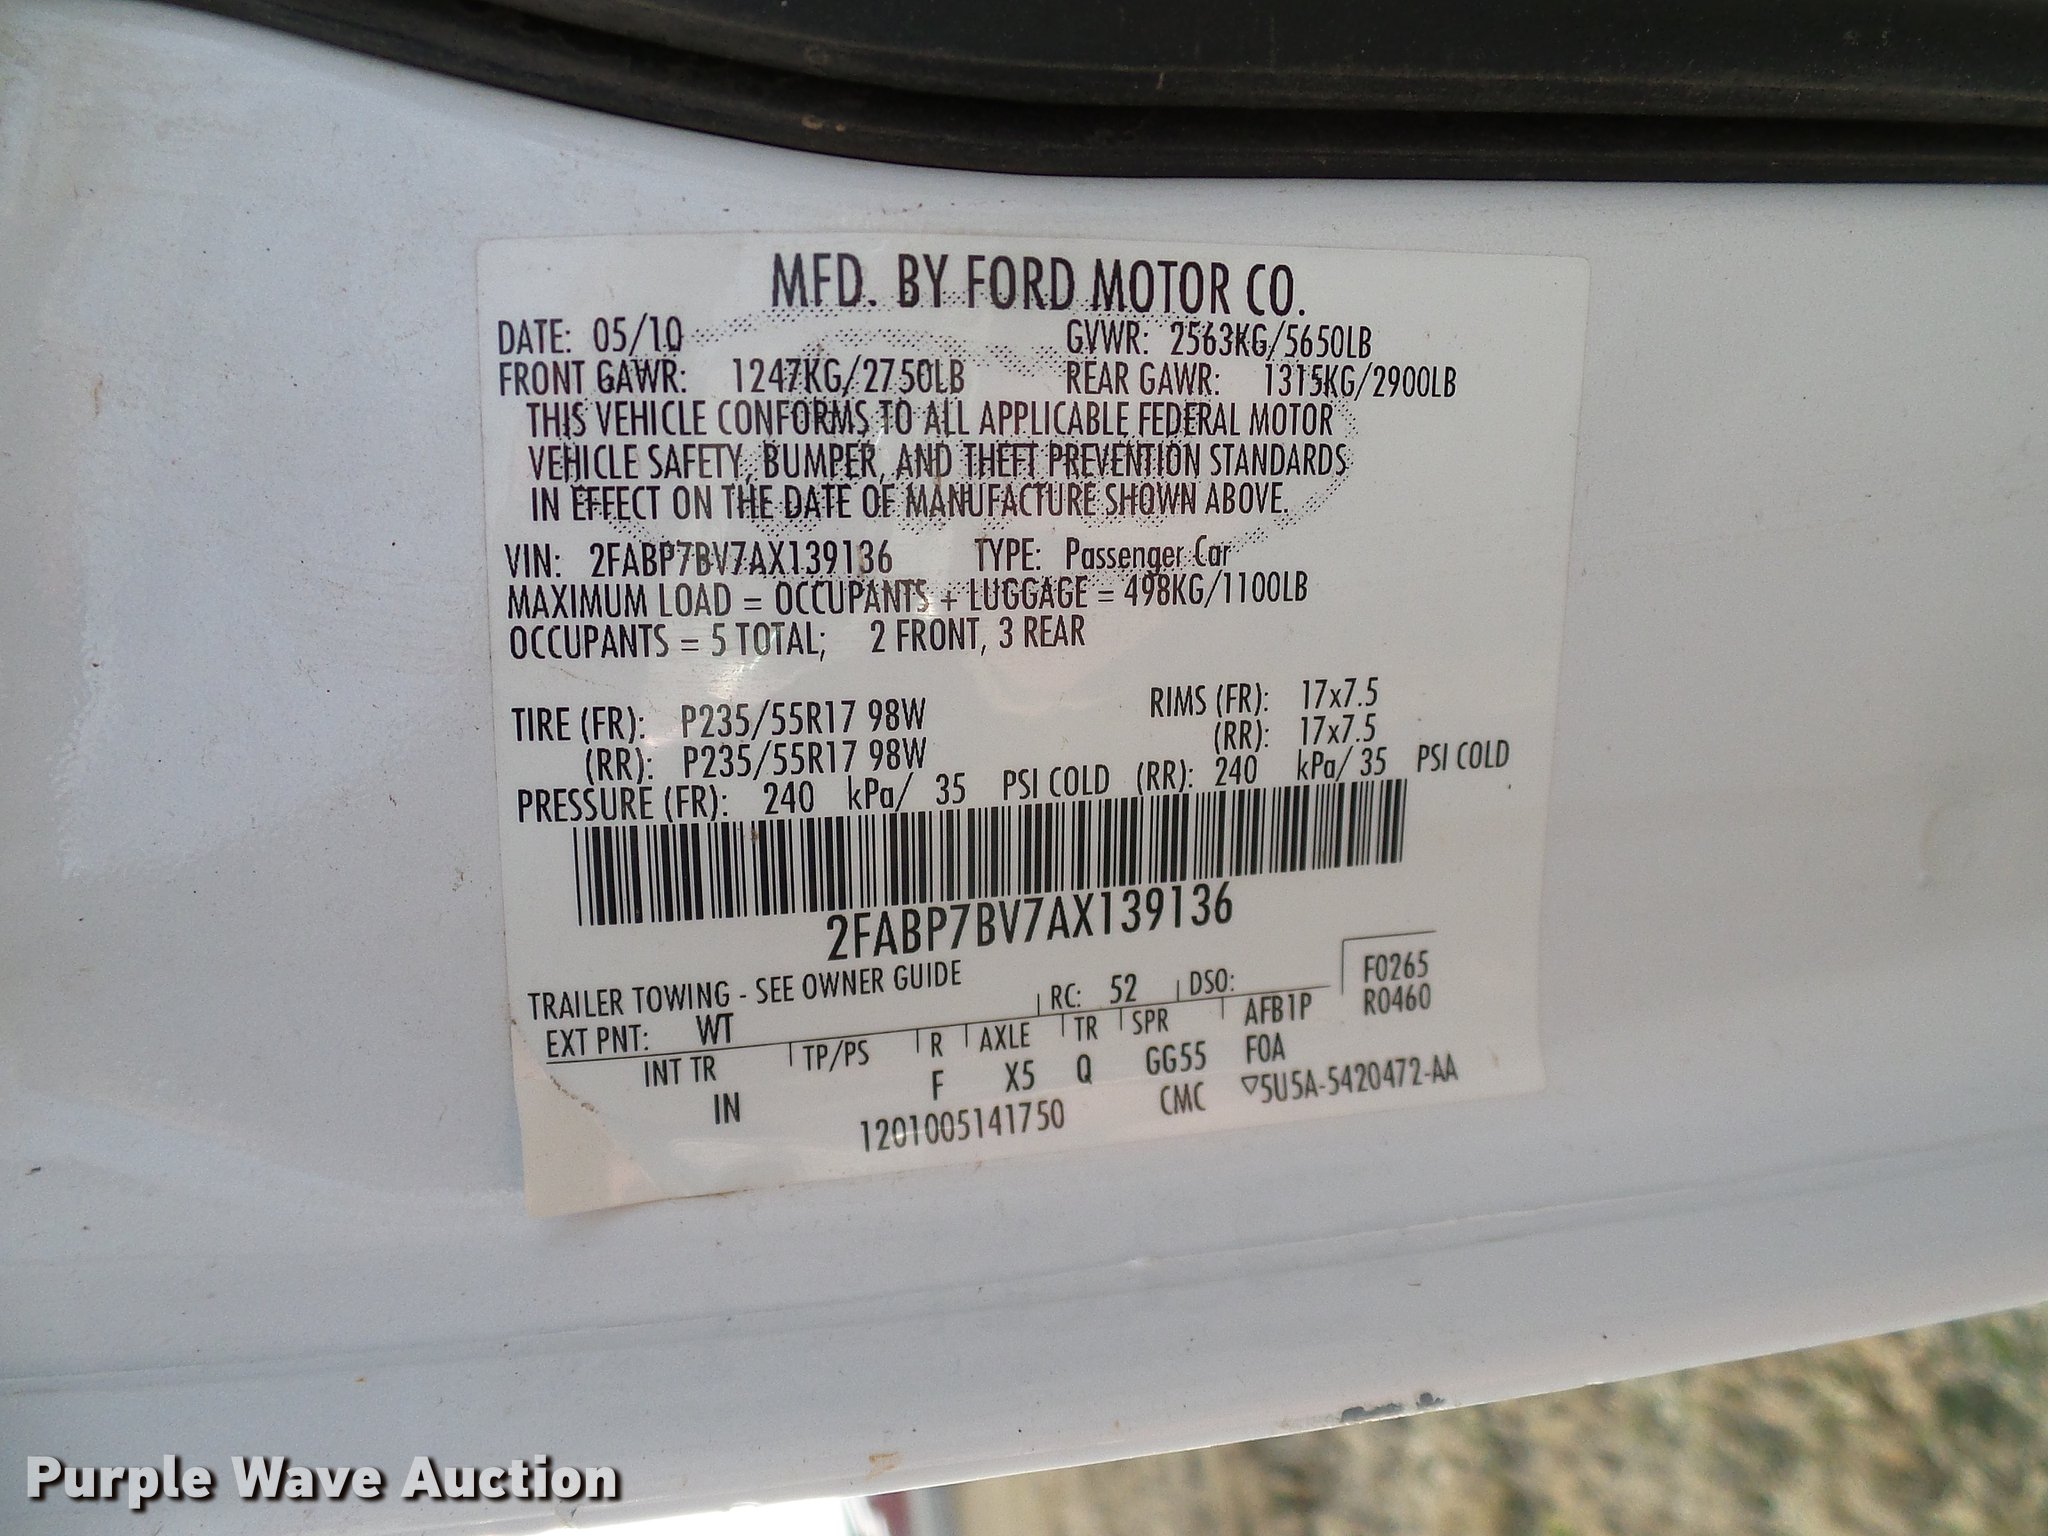 MFD. BY FORD MOTOR CO.
DATE: 05/10 GVWR: 2563KG/5650LB
FRONT GAWR: 1247KG/2750LB REAR GAWR: 1315KG/2900LB
THIS VEHICLE CONFORMS TO ALL APPLICABLE FEDERAL MOTOR
VEHICLE SAFETY, BUMPER, AND THEFT PREVENTION STANDARDS
IN EFFECT ON THE DATE OF MANUFACTURE SHOWN ABOVE.
VIN: 2FABP7BV7AX139136 TYPE: Passenger Car
MAXIMUM LOAD = OCCUPANTS + LUGGAGE = 498KG/1100LB
OCCUPANTS = 5 TOTAL; 2 FRONT, 3 REAR
TIRE (FR): P235/55R17 98W RIMS (FR): 17x7.5
(RR): P235/55R17 98W (RR): 17x7.5
PRESSURE (FR): 240 kPa/ 35 PSI COLD (RR): 240 kPa/ 35 PSI COLD
2FABP7BV7AX139136
TRAILER TOWING - SEE OWNER GUIDE
EXT PNT: WT RC: 52 DSO: F0265
R0460
INT TR TP/PS R AXLE TR SPR AFB1P
IN F X5 Q GG55 FOA
1201005141750 CMC ▽5U5A-5420472-AA
Purple Wave Auction